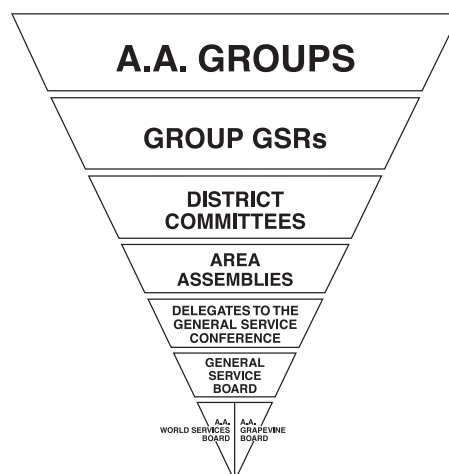 A.A. GROUPS
GROUP GSRs
DISTRICT
COMMITTEES
AREA
ASSEMBLIES
DELEGATES TO THE
GENERAL SERVICE
CONFERENCE
GENERAL
SERVICE
BOARD
A.A.
WORLD SERVICES
BOARD
A.A.
GRAPEVINE
BOARD